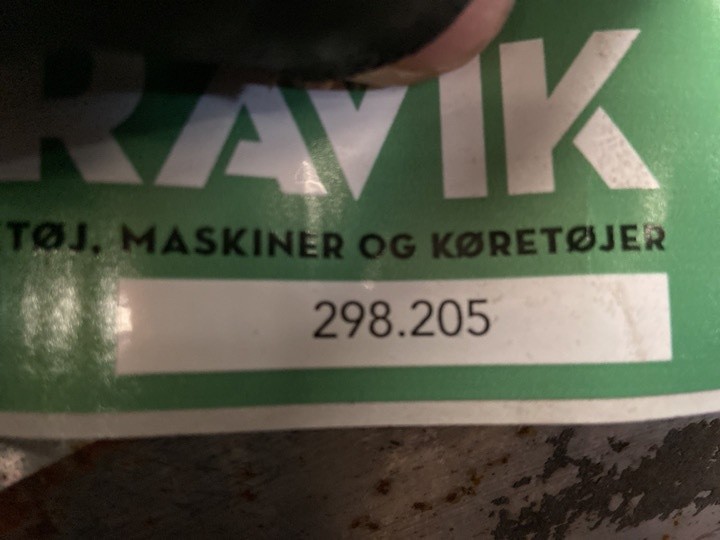 RAVIK
TØJ, MASKINER OG KØRETØJER
298.205